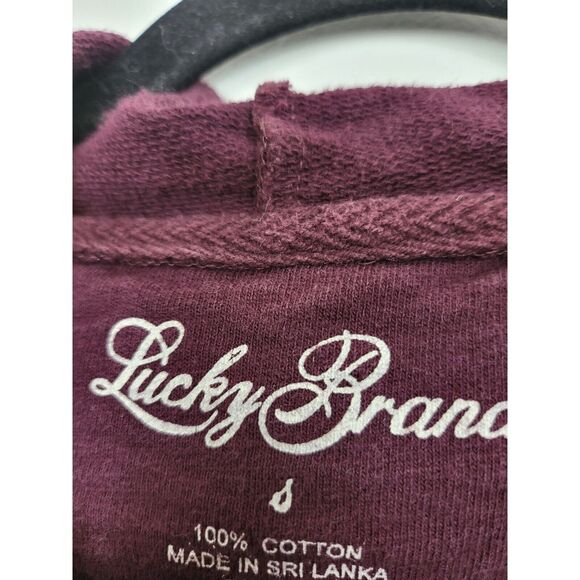 Lucky Brand
S
100% COTTON
MADE IN SRI LANKA